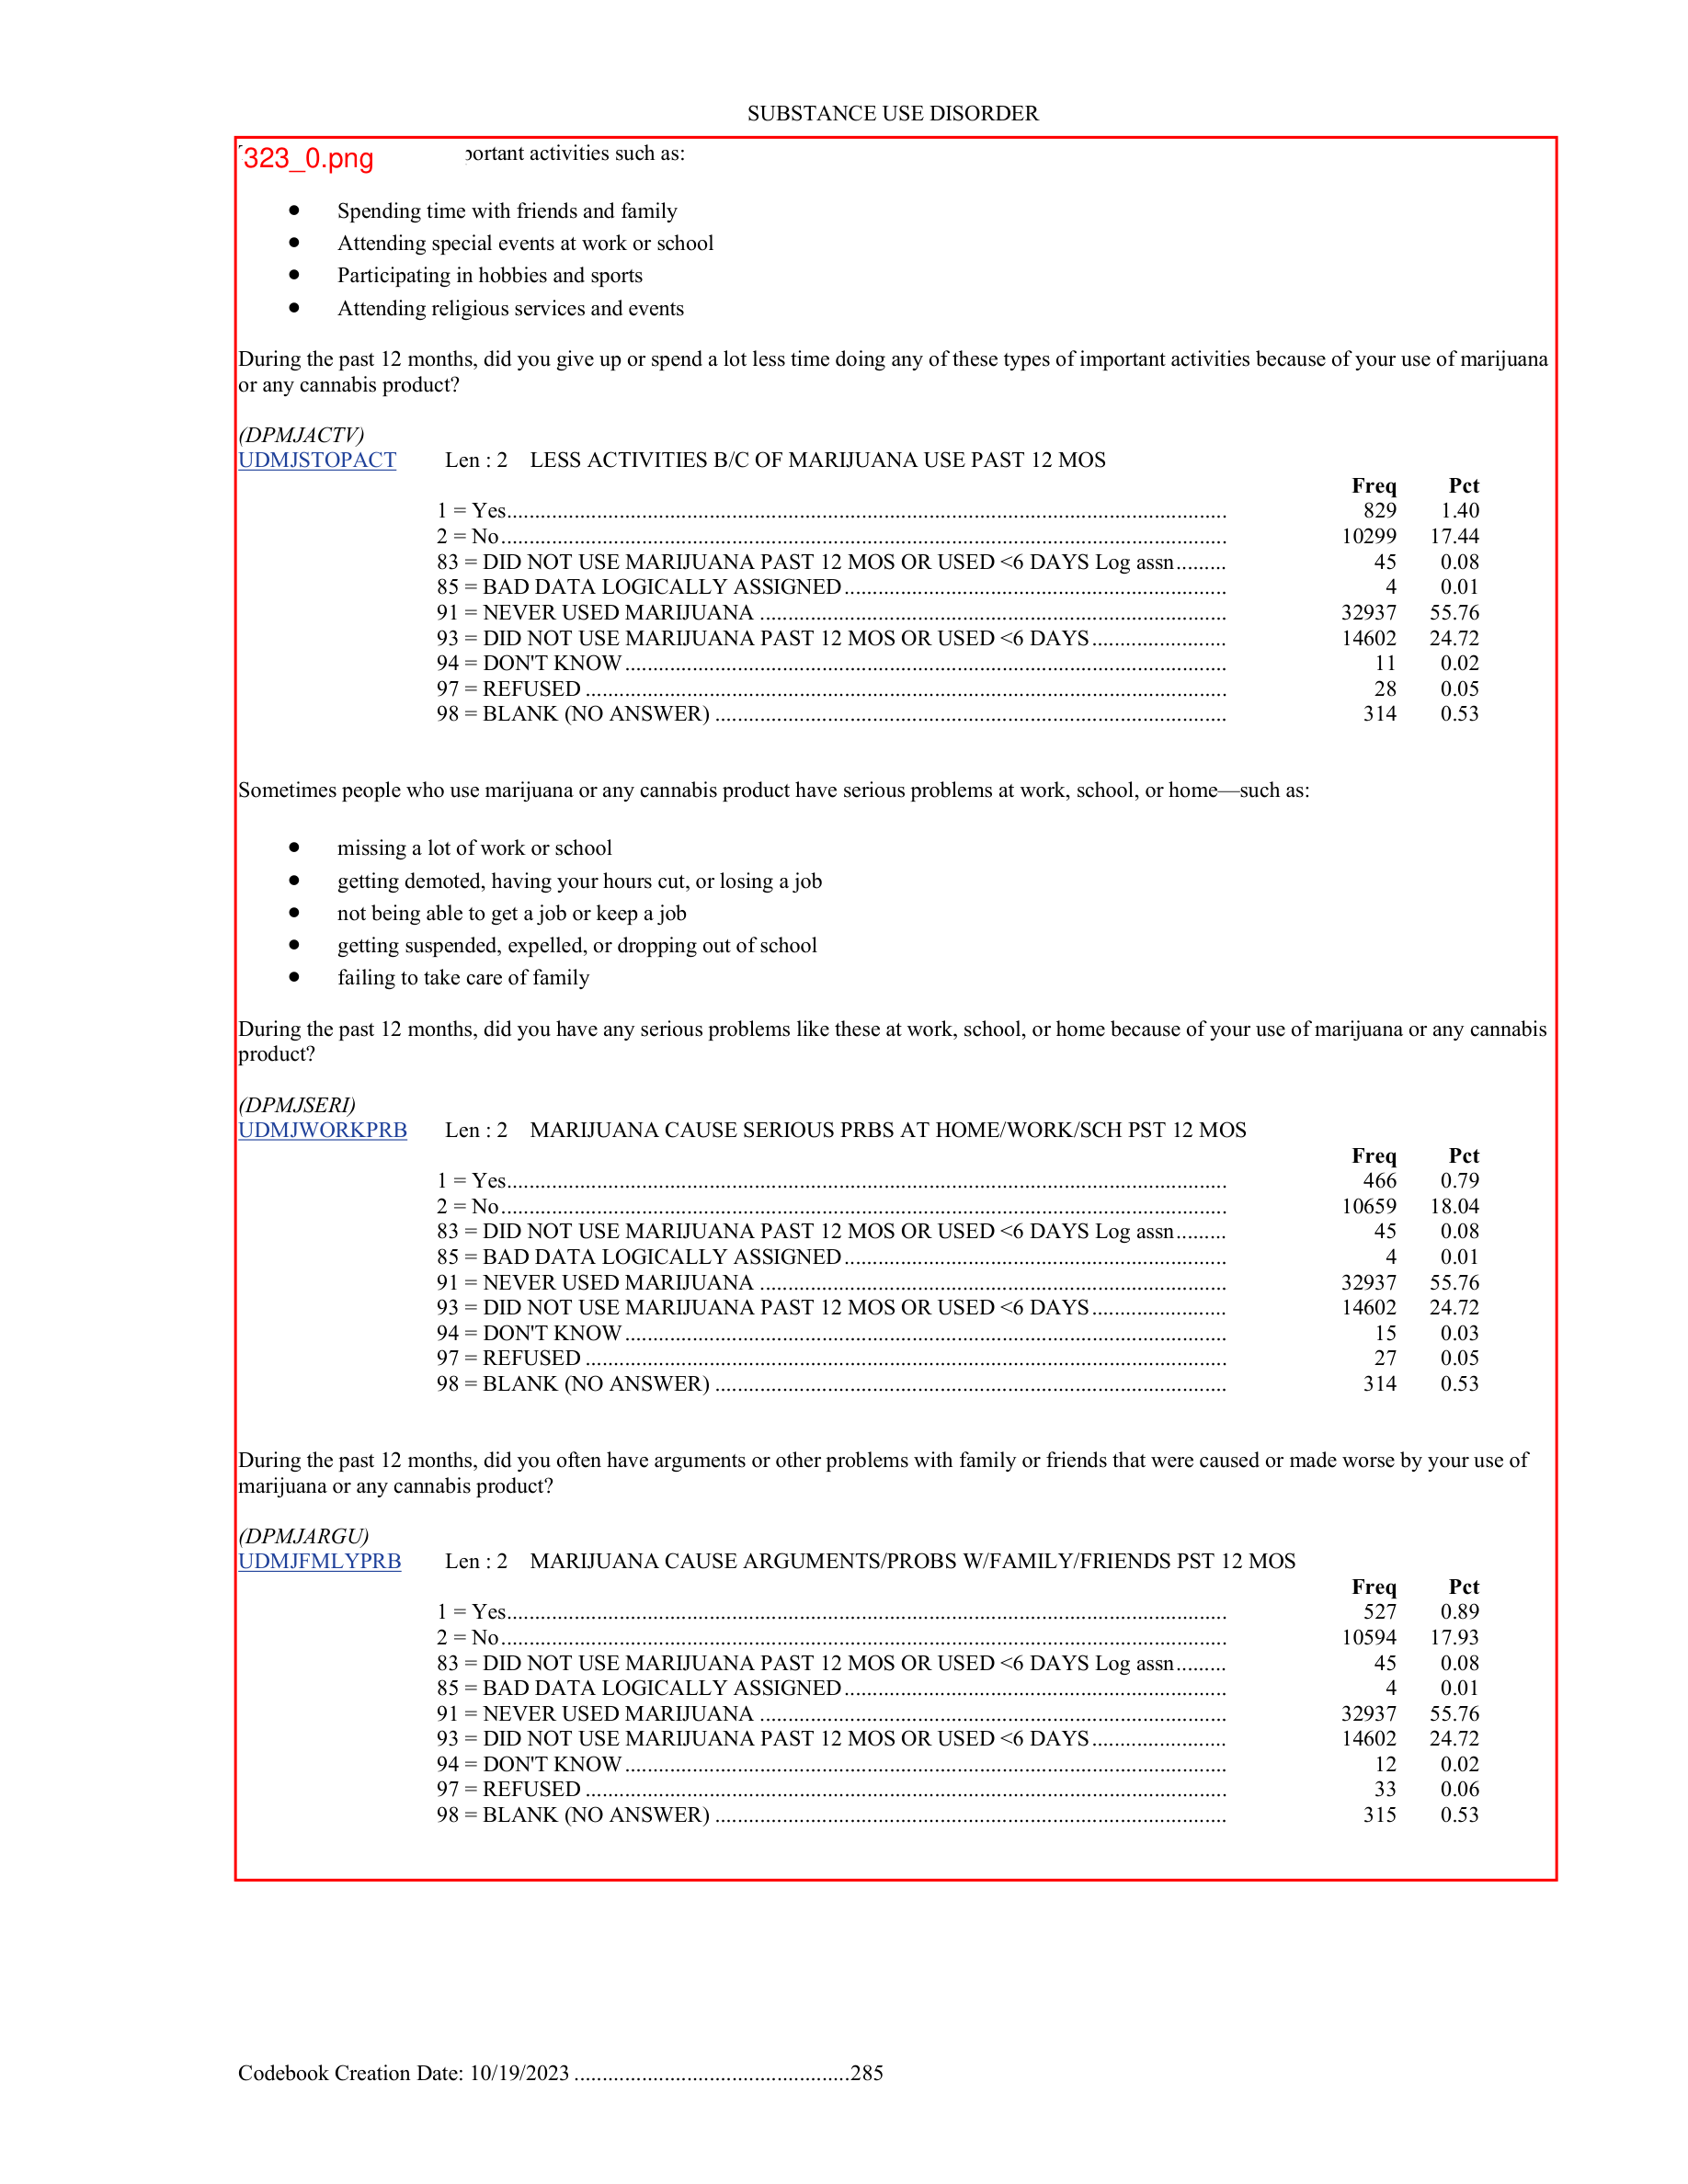 SUBSTANCE USE DISORDER
323_0.png
activities such as:
● Spending time with friends and family
● Attending special events at work or school
● Participating in hobbies and sports
● Attending religious services and events
During the past 12 months, did you give up or spend a lot less time doing any of these types of important activities because of your use of marijuana
or any cannabis product?
(DPMJACTV)
UDMJSTOPACT Len : 2 LESS ACTIVITIES B/C OF MARIJUANA USE PAST 12 MOS
Freq Pct
1 = Yes 829 1.40
2 = No 10299 17.44
83 = DID NOT USE MARIJUANA PAST 12 MOS OR USED <6 DAYS Log assn 45 0.08
85 = BAD DATA LOGICALLY ASSIGNED 4 0.01
91 = NEVER USED MARIJUANA 32937 55.76
93 = DID NOT USE MARIJUANA PAST 12 MOS OR USED <6 DAYS 14602 24.72
94 = DON'T KNOW 11 0.02
97 = REFUSED 28 0.05
98 = BLANK (NO ANSWER) 314 0.53
Sometimes people who use marijuana or any cannabis product have serious problems at work, school, or home—such as:
● missing a lot of work or school
● getting demoted, having your hours cut, or losing a job
● not being able to get a job or keep a job
● getting suspended, expelled, or dropping out of school
● failing to take care of family
During the past 12 months, did you have any serious problems like these at work, school, or home because of your use of marijuana or any cannabis
product?
(DPMJSERI)
UDMJWORKPRB Len : 2 MARIJUANA CAUSE SERIOUS PRBS AT HOME/WORK/SCH PST 12 MOS
Freq Pct
1 = Yes 466 0.79
2 = No 10659 18.04
83 = DID NOT USE MARIJUANA PAST 12 MOS OR USED <6 DAYS Log assn 45 0.08
85 = BAD DATA LOGICALLY ASSIGNED 4 0.01
91 = NEVER USED MARIJUANA 32937 55.76
93 = DID NOT USE MARIJUANA PAST 12 MOS OR USED <6 DAYS 14602 24.72
94 = DON'T KNOW 15 0.03
97 = REFUSED 27 0.05
98 = BLANK (NO ANSWER) 314 0.53
During the past 12 months, did you often have arguments or other problems with family or friends that were caused or made worse by your use of
marijuana or any cannabis product?
(DPMJARGU)
UDMJFMLYPRB Len : 2 MARIJUANA CAUSE ARGUMENTS/PROBS W/FAMILY/FRIENDS PST 12 MOS
Freq Pct
1 = Yes 527 0.89
2 = No 10594 17.93
83 = DID NOT USE MARIJUANA PAST 12 MOS OR USED <6 DAYS Log assn 45 0.08
85 = BAD DATA LOGICALLY ASSIGNED 4 0.01
91 = NEVER USED MARIJUANA 32937 55.76
93 = DID NOT USE MARIJUANA PAST 12 MOS OR USED <6 DAYS 14602 24.72
94 = DON'T KNOW 12 0.02
97 = REFUSED 33 0.06
98 = BLANK (NO ANSWER) 315 0.53
Codebook Creation Date: 10/19/2023 285